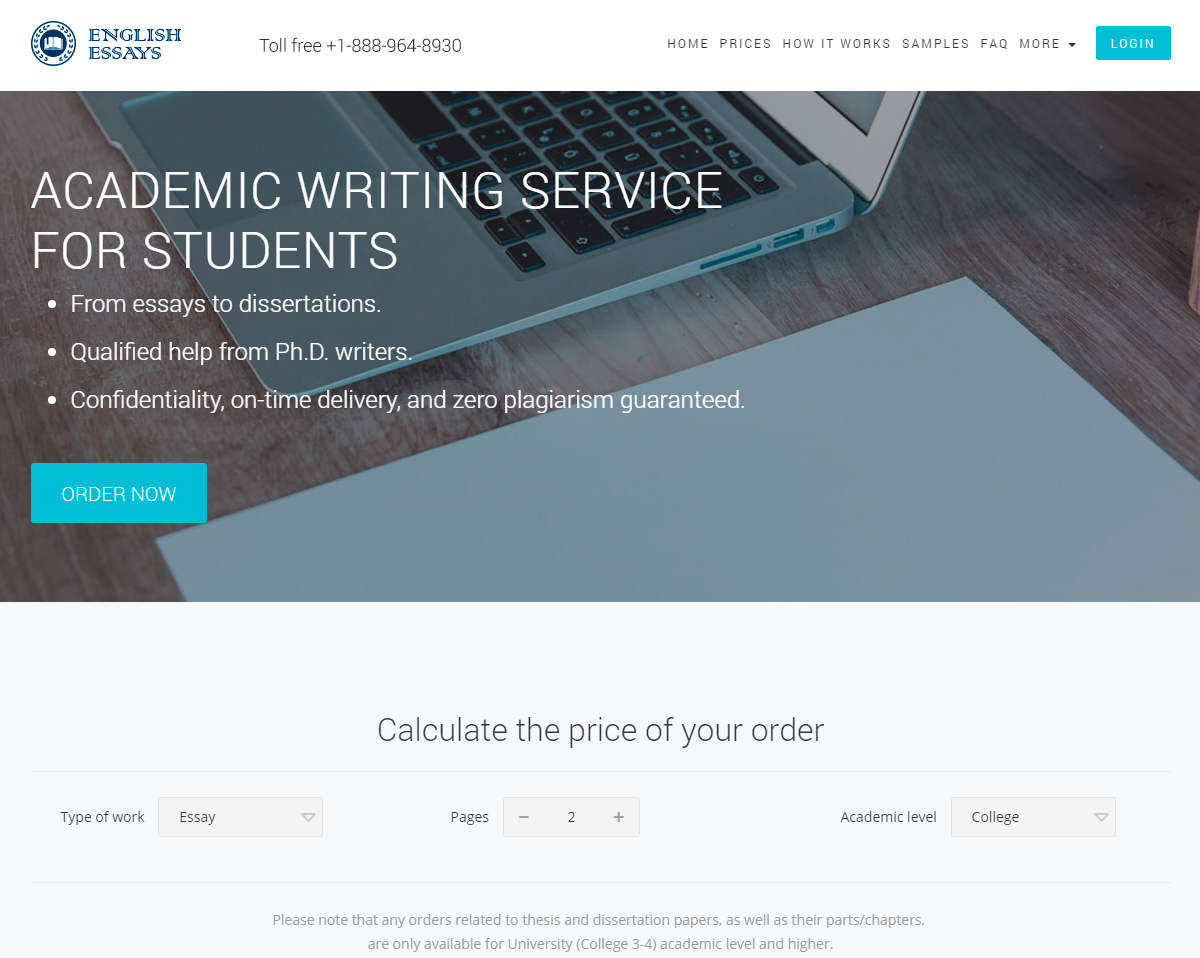 ENGLISH
ESSAYS
Toll free +1-888-964-8930
HOME PRICES HOW IT WORKS SAMPLES FAQ MORE
LOGIN
ACADEMIC WRITING SERVICE
FOR STUDENTS
From essays to dissertations.
Qualified help from Ph.D. writers.
Confidentiality, on-time delivery, and zero plagiarism guaranteed.
ORDER NOW
Calculate the price of your order
Type of work Essay Pages − 2 + Academic level College
Please note that any orders related to thesis and dissertation papers, as well as their parts/chapters,
are only available for University (College 3-4) academic level and higher.